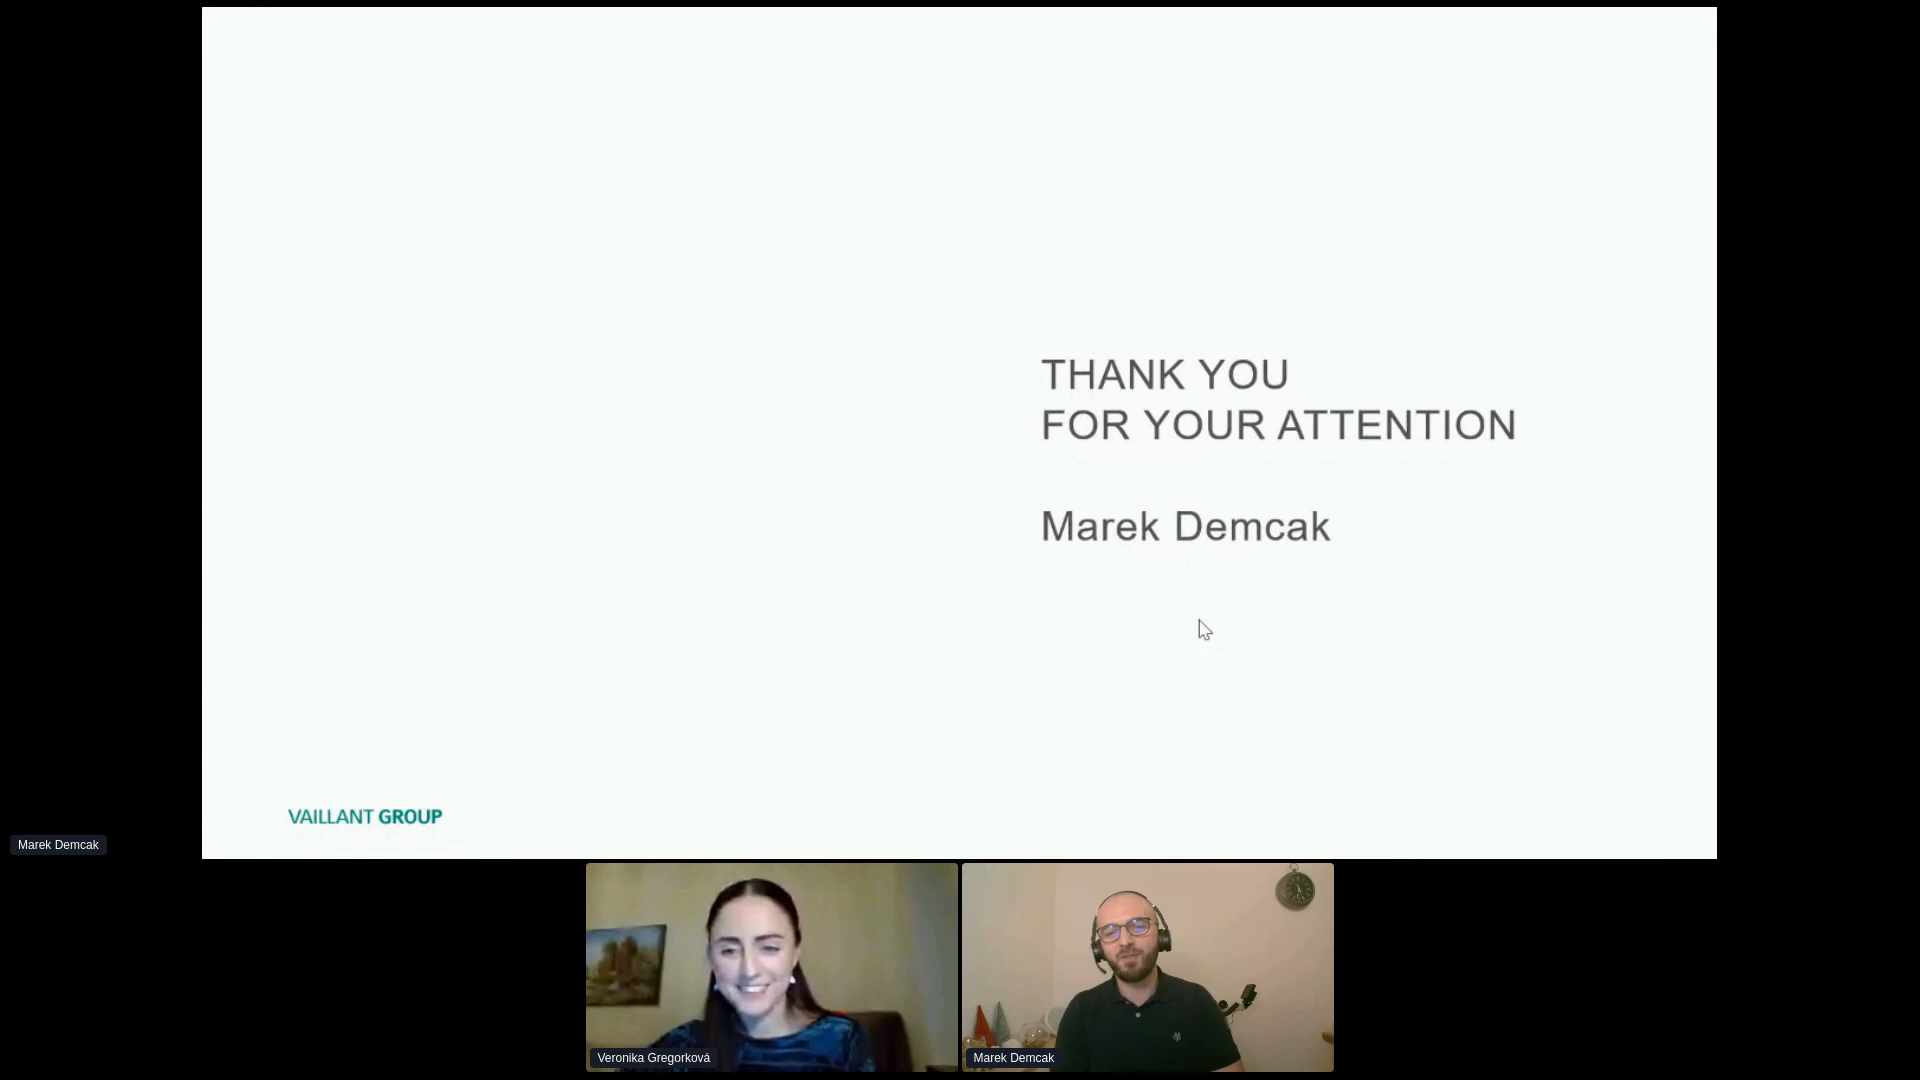 THANK YOU
FOR YOUR ATTENTION
Marek Demcak
VAILLANT GROUP
Marek Demcak
Veronika Gregorková
Marek Demcak